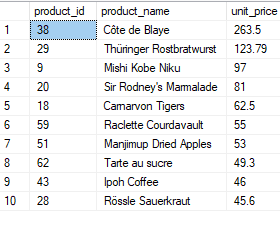 product_id product_name unit_price
1 38 Côte de Blaye 263.5
2 29 Thüringer Rostbratwurst 123.79
3 9 Mishi Kobe Niku 97
4 20 Sir Rodney's Marmalade 81
5 18 Carnarvon Tigers 62.5
6 59 Raclette Courdavault 55
7 51 Manjimup Dried Apples 53
8 62 Tarte au sucre 49.3
9 43 Ipoh Coffee 46
10 28 Rössle Sauerkraut 45.6